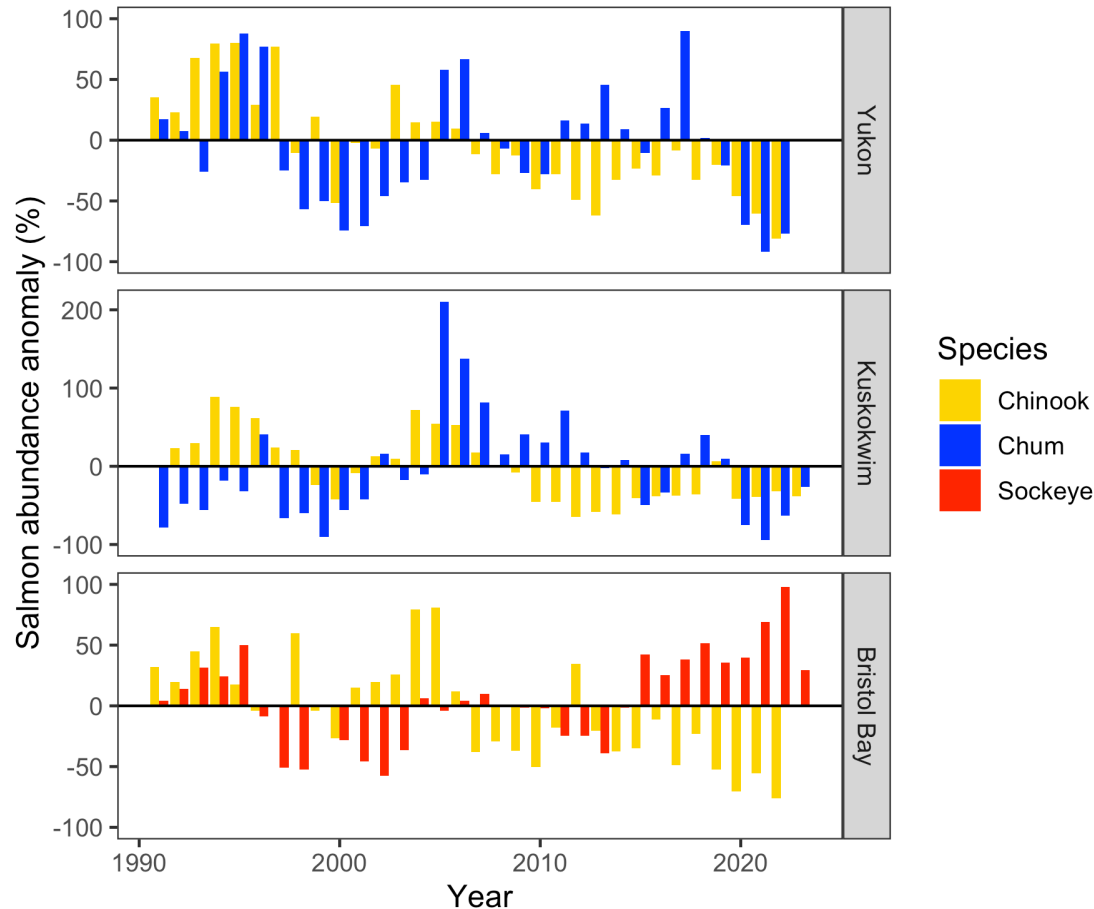 Salmon abundance anomaly (%)
100
50
0
-50
-100
Yukon
200
100
0
-100
Kuskokwim
100
50
0
-50
-100
Bristol Bay
1990
2000
2010
2020
Year
Species
Chinook
Chum
Sockeye